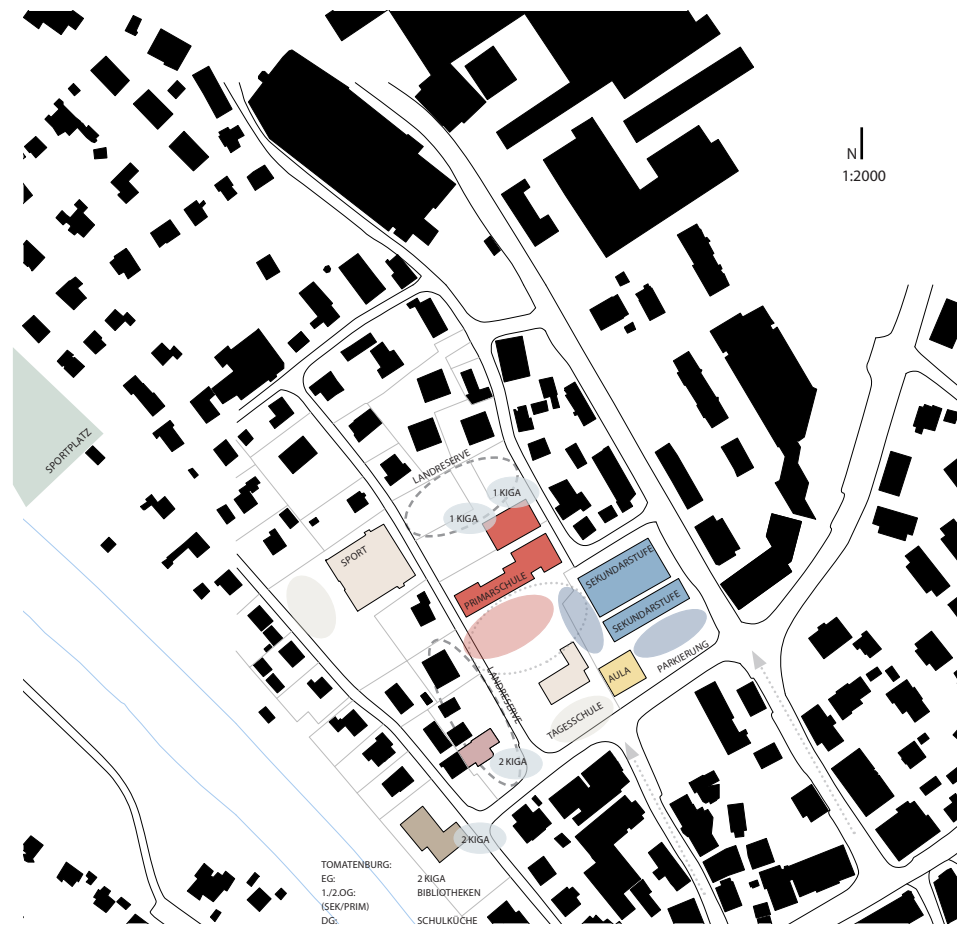 N
1:2000
SPORTPLATZ
LANDRESERVE
1 KIGA
1 KIGA
SPORT
SEKUNDARSTUFE
PRIMARSCHULE
SEKUNDARSTUFE
PARKIERUNG
AULA
LANDRESERVE
TAGESSCHULE
2 KIGA
2 KIGA
TOMATENBURG:
EG: 2 KIGA
1./2.OG: BIBLIOTHEKEN
(SEK/PRIM)
DG: SCHULKÜCHE